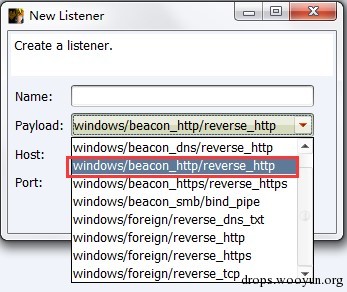 New Listener
Create a listener.
Name:
Payload: windows/beacon_http/reverse_http
windows/beacon_dns/reverse_http
Host: windows/beacon_http/reverse_http
Port: windows/beacon_https/reverse_https
windows/beacon_smb/bind_pipe
windows/foreign/reverse_dns_txt
windows/foreign/reverse_http
windows/foreign/reverse_https
windows/foreign/reverse_tcp
drops.wooyun.org